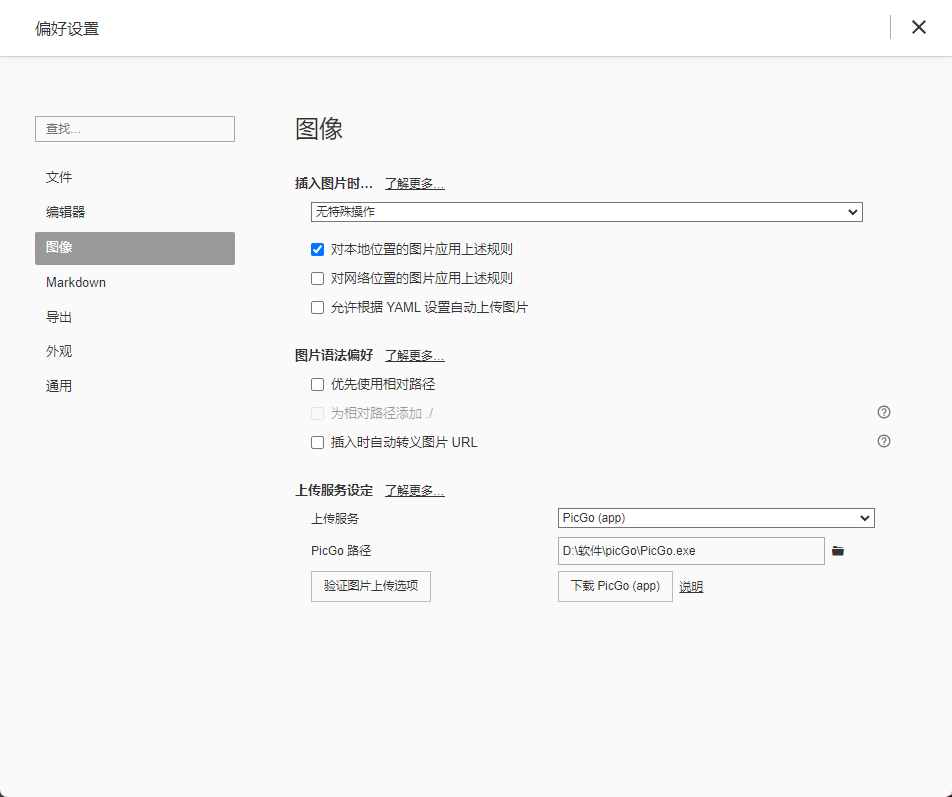 偏好设置
查找...
文件
编辑器
图像
Markdown
导出
外观
通用
图像
插入图片时... 了解更多...
无特殊操作
对本地位置的图片应用上述规则
对网络位置的图片应用上述规则
允许根据 YAML 设置自动上传图片
图片语法偏好 了解更多...
优先使用相对路径
为相对路径添加 ./
插入时自动转义图片 URL
上传服务设定 了解更多...
上传服务 PicGo (app)
PicGo 路径 D:\软件\picGo\PicGo.exe
验证图片上传选项 下载 PicGo (app) 说明